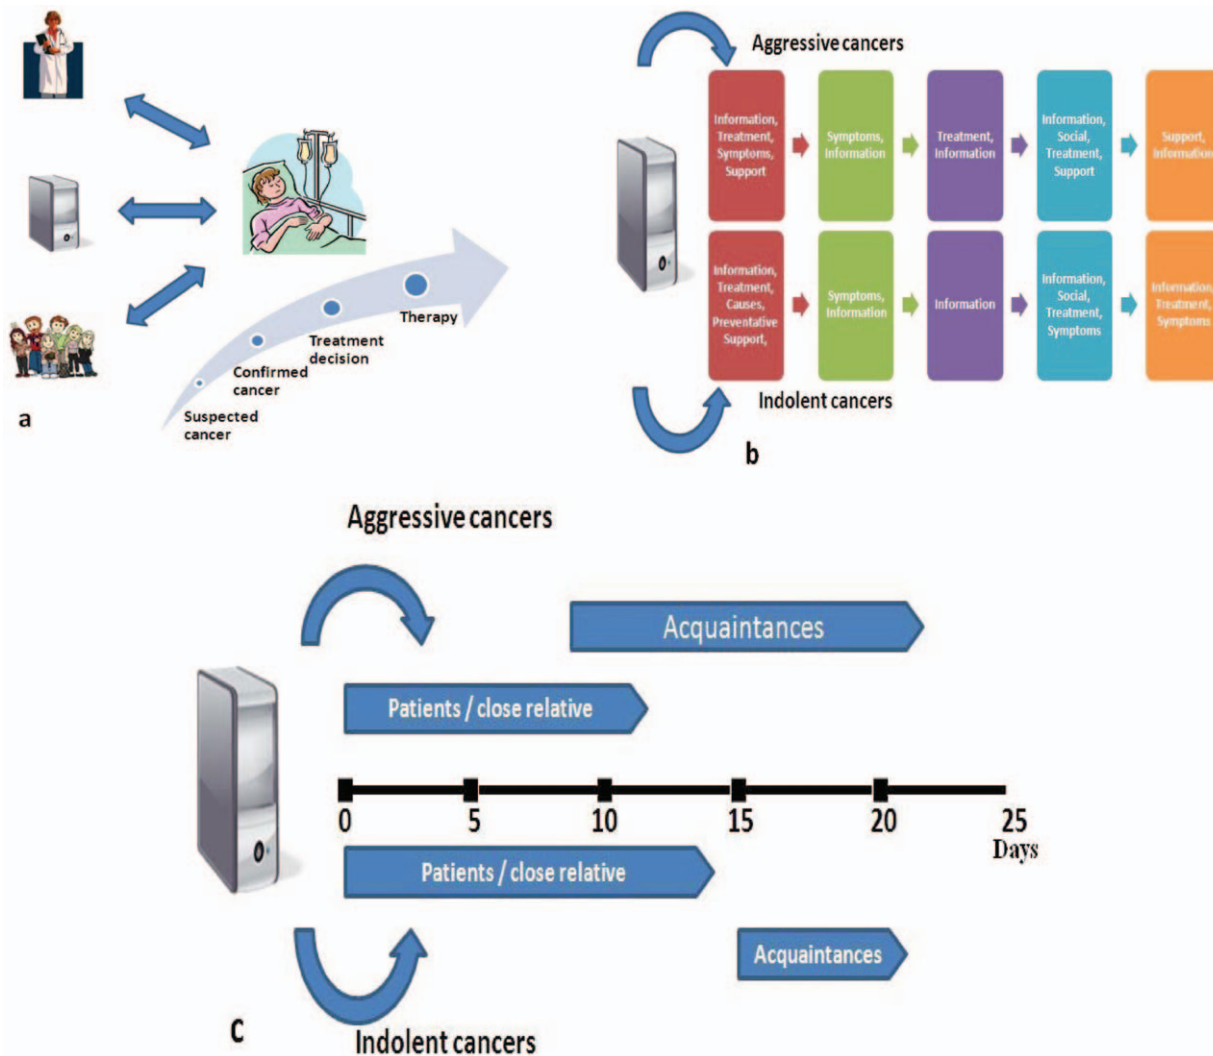 Therapy
Treatment
decision
Confirmed
cancer
Suspected
cancer
a
Aggressive cancers
Information,
Treatment,
Symptoms,
Support
Symptoms,
Information
Treatment,
Information
Information,
Social,
Treatment,
Support
Support,
Information
Information,
Treatment,
Causes,
Preventative
Support,
Symptoms,
Information
Information
Information,
Social,
Treatment,
Symptoms
Information,
Treatment,
Symptoms
Indolent cancers
b
Aggressive cancers
Acquaintances
Patients / close relative
0 5 10 15 20 25
Days
Patients / close relative
Acquaintances
Indolent cancers
c